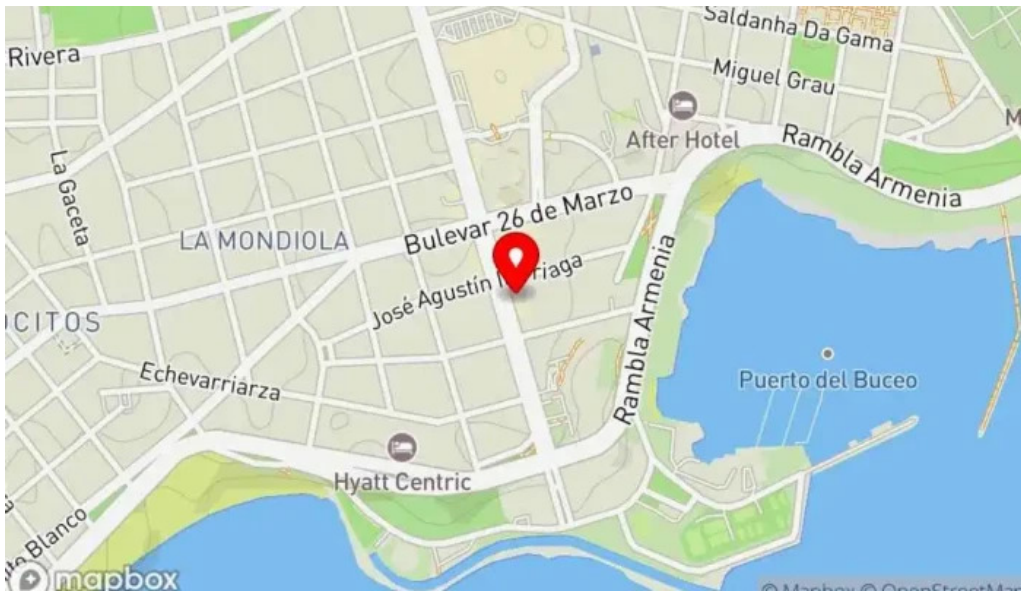 Saldanha Da Gama
Rivera
Miguel Grau
M
After Hotel
Rambla Armenia
La Gaceta
Bulevar 26 de Marzo
LA MONDIOLA
José Agustín
riaga
Rambla Armenia
OCITOS
Echevarriarza
Puerto del Buceo
Hyatt Centric
Blanco
mapbox
© Mapbox © OpenStreetMap